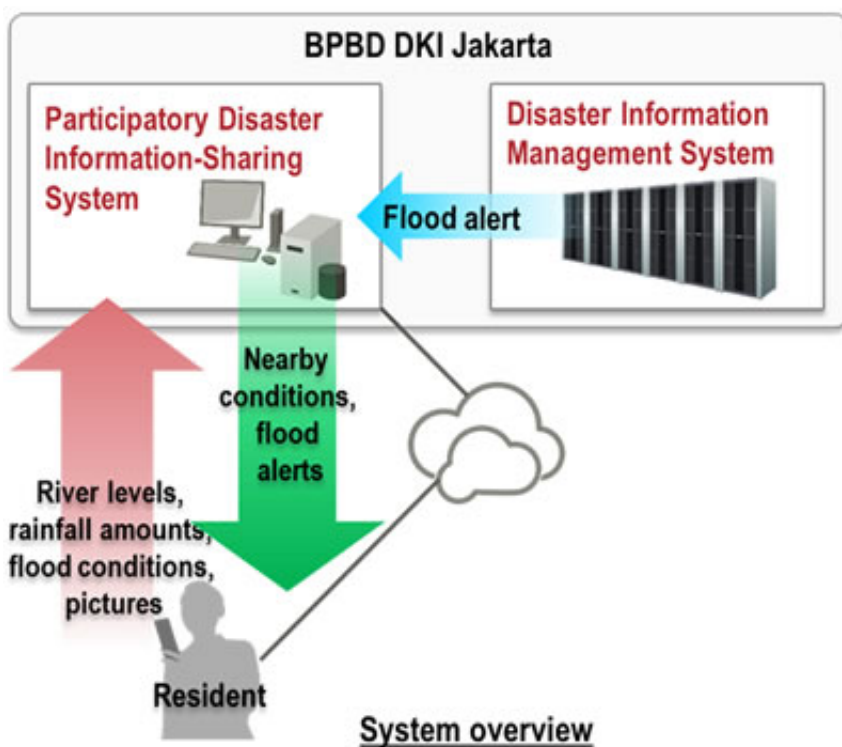 BPBD DKI Jakarta
Participatory Disaster
Information-Sharing
System
Disaster Information
Management System
Flood alert
Nearby
conditions,
flood
alerts
River levels,
rainfall amounts,
flood conditions,
pictures
Resident
System overview